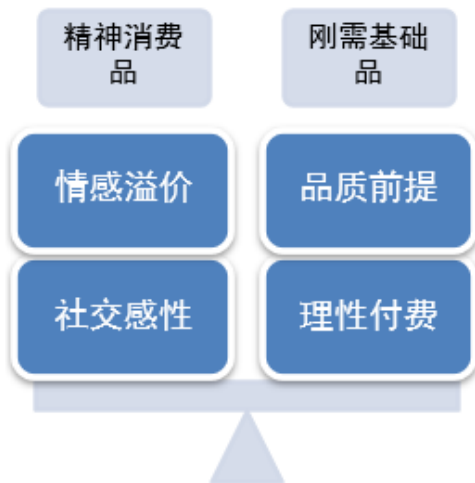 精神消费
品
刚需基础
品
情感溢价
品质前提
社交感性
理性付费